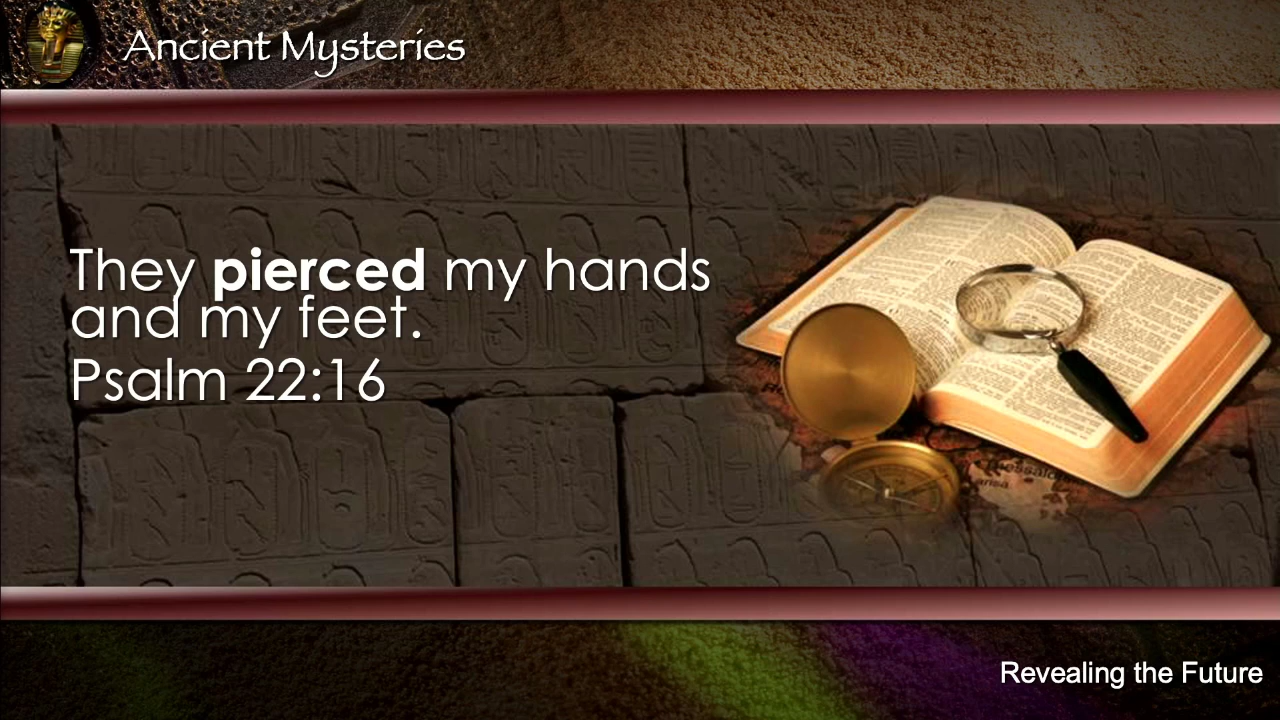 Ancient Mysteries
They pierced my hands
and my feet.
Psalm 22:16
Revealing the Future